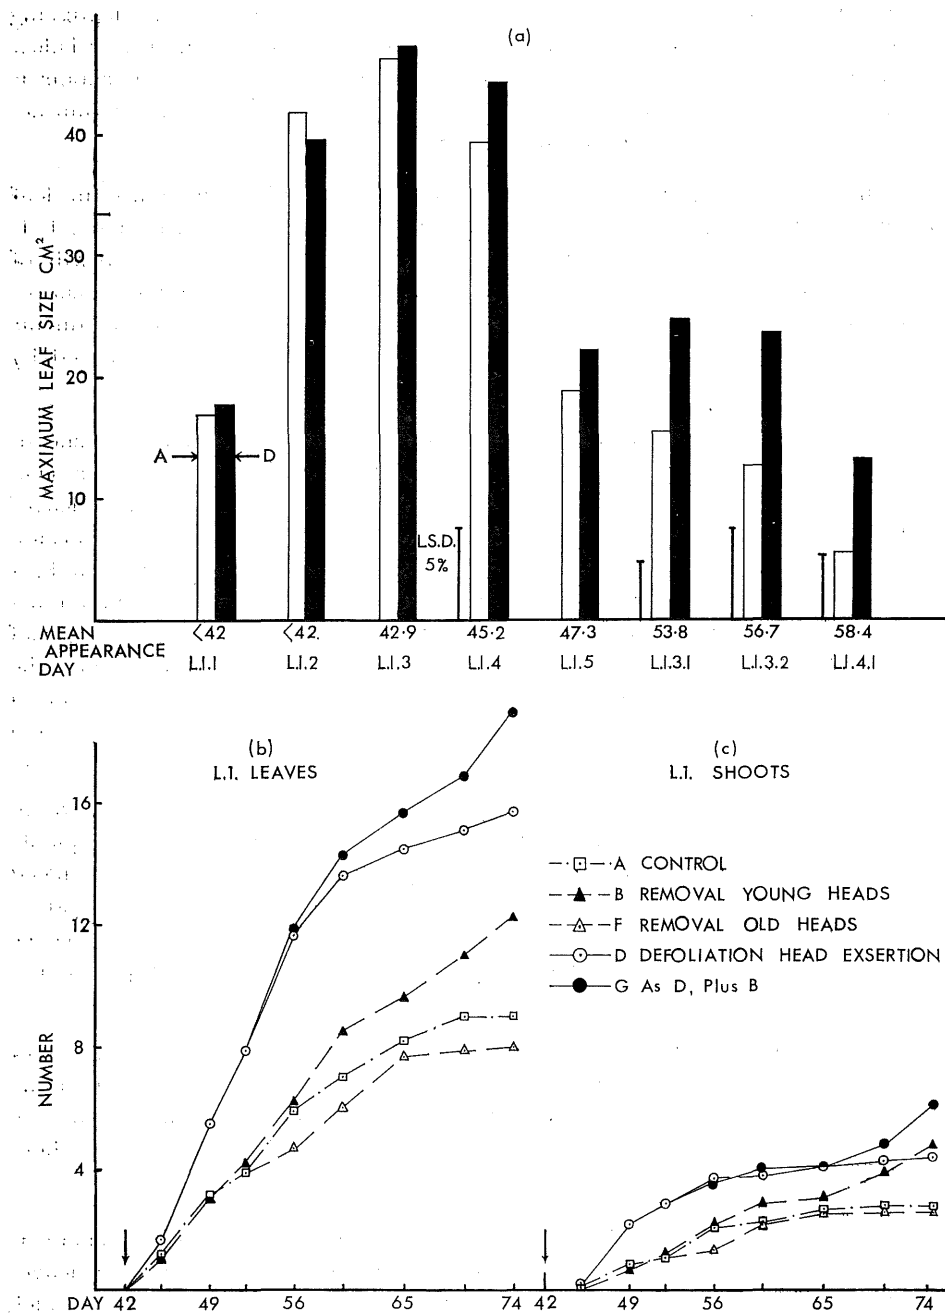 (a)
MAXIMUM LEAF SIZE CM²
40
30
20
10
A
D
L.S.D.
5%
MEAN APPEARANCE DAY
<42 <42. 42·9 45·2 47·3 53·8 56·7 58·4
L.I.1 L.I.2 L.I.3 L.I.4 L.I.5 L.I.3.1 L.I.3.2 L.I.4.1
(b)
L.I. LEAVES
(c)
L.I. SHOOTS
NUMBER
16
12
8
4
A CONTROL
B REMOVAL YOUNG HEADS
F REMOVAL OLD HEADS
D DEFOLIATION HEAD EXSERTION
G As D, Plus B
DAY 42 49 56 65 74 42 49 56 65 74